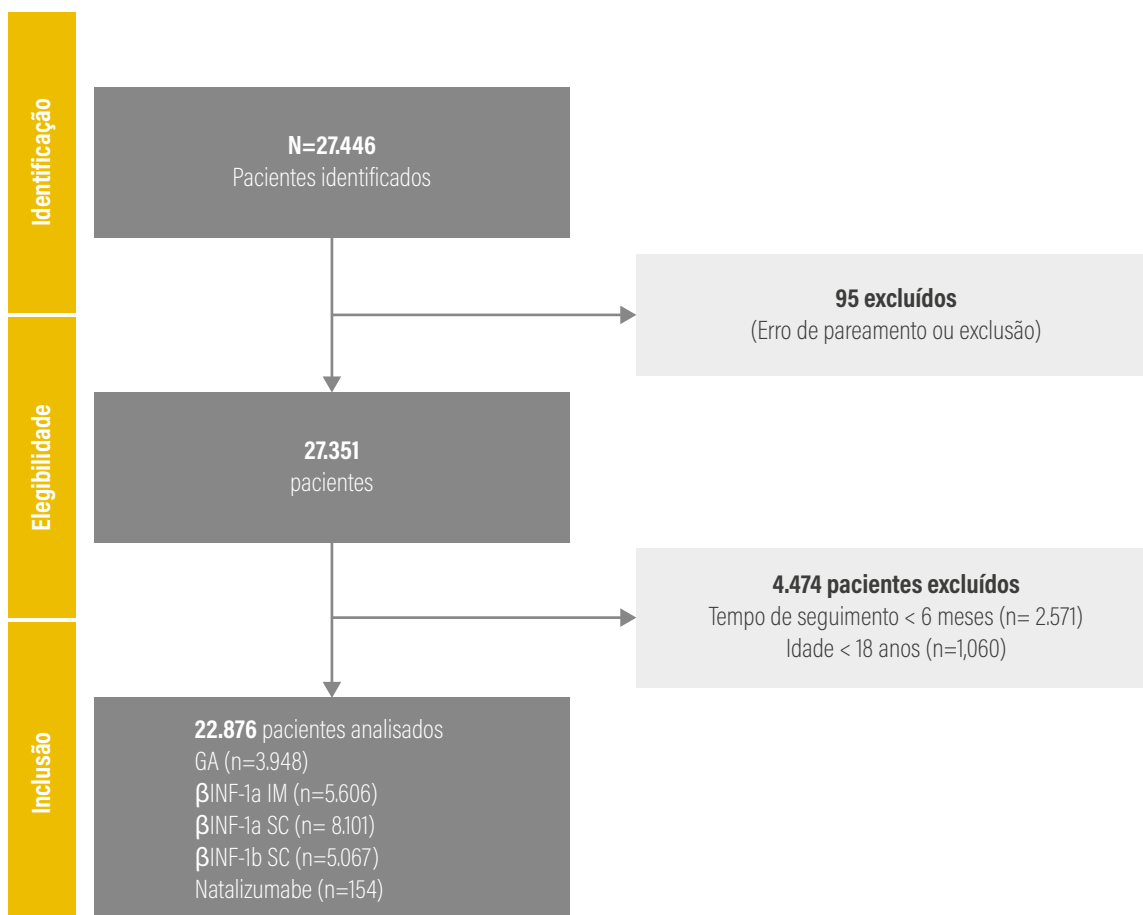 Identificação
N=27.446
Pacientes identificados
95 excluídos
(Erro de pareamento ou exclusão)
Elegibilidade
27.351
pacientes
4.474 pacientes excluídos
Tempo de seguimento < 6 meses (n= 2.571)
Idade < 18 anos (n=1,060)
Inclusão
22.876 pacientes analisados
GA (n=3.948)
βINF-1a IM (n=5.606)
βINF-1a SC (n= 8.101)
βINF-1b SC (n=5.067)
Natalizumabe (n=154)